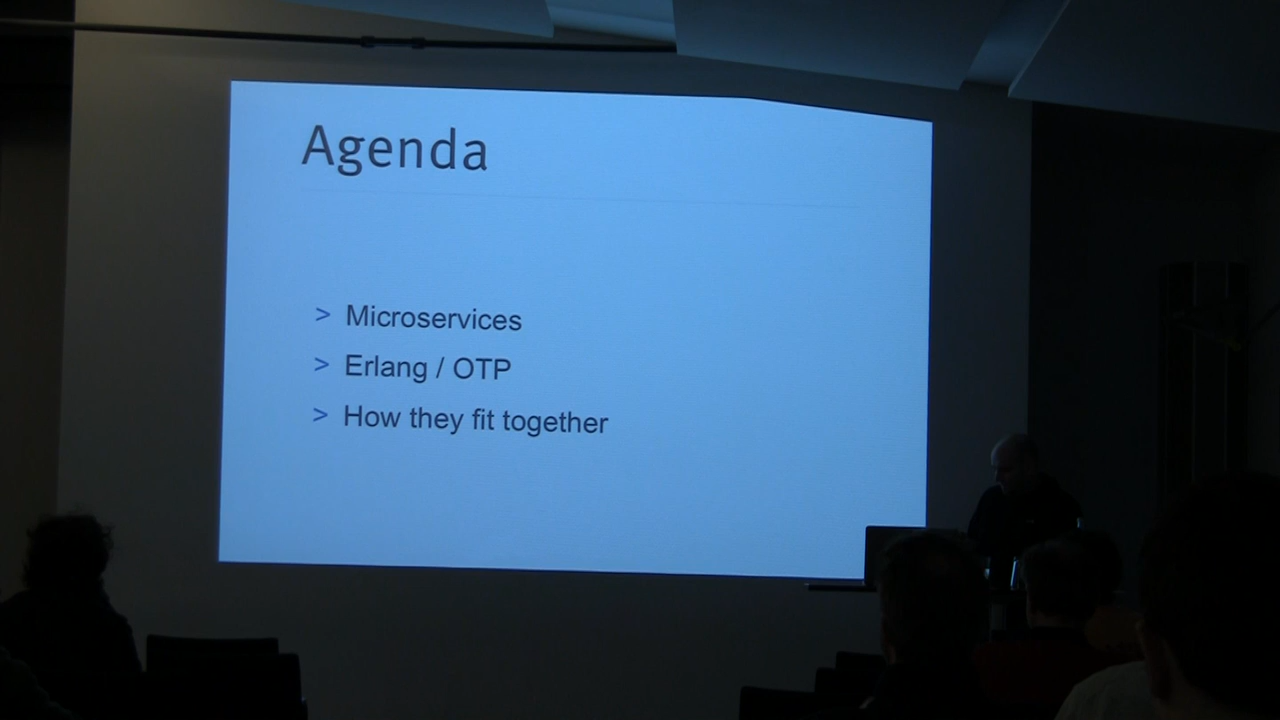 Agenda
> Microservices
> Erlang / OTP
> How they fit together